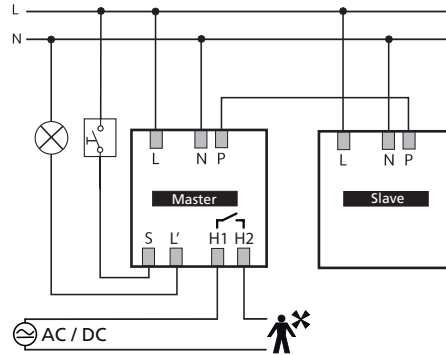 L
N
L N P
L N P
Master
Slave
S L' H1 H2
AC / DC